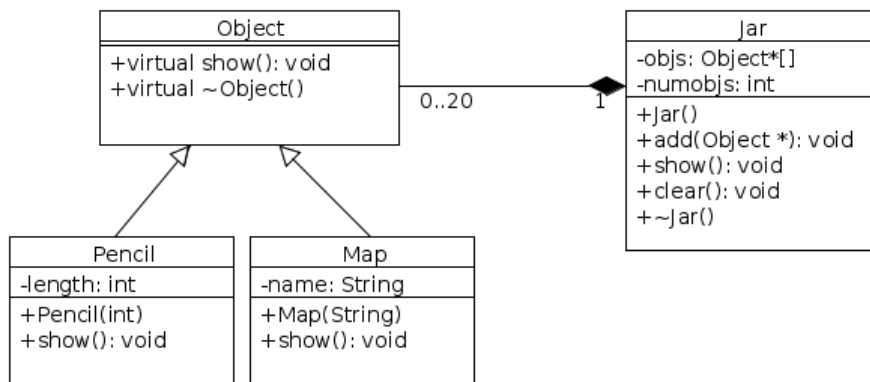 Object
+virtual show(): void
+virtual ~Object()
Jar
-objs: Object*[]
-numobjs: int
+Jar()
+add(Object *): void
+show(): void
+clear(): void
+~Jar()
0..20
1
Pencil
-length: int
+Pencil(int)
+show(): void
Map
-name: String
+Map(String)
+show(): void